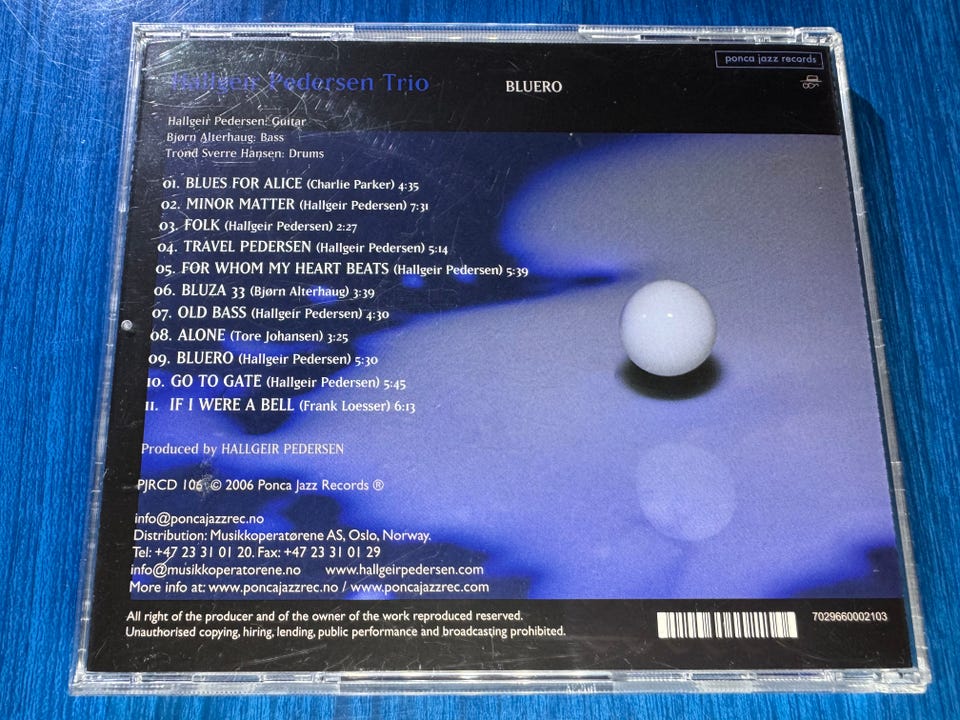 Hallgeir Pedersen Trio
BLUERO
ponca jazz records
Hallgeir Pedersen: Guitar
Bjørn Alterhaug: Bass
Trond Sverre Hansen: Drums
01. BLUES FOR ALICE (Charlie Parker) 4:35
02. MINOR MATTER (Hallgeir Pedersen) 7:31
03. FOLK (Hallgeir Pedersen) 2:27
04. TRAVEL PEDERSEN (Hallgeir Pedersen) 5:14
05. FOR WHOM MY HEART BEATS (Hallgeir Pedersen) 5:39
06. BLUZA 33 (Bjørn Alterhaug) 3:39
07. OLD BASS (Hallgeir Pedersen) 4:30
08. ALONE (Tore Johansen) 3:25
09. BLUERO (Hallgeir Pedersen) 5:30
10. GO TO GATE (Hallgeir Pedersen) 5:45
11. IF I WERE A BELL (Frank Loesser) 6:13
Produced by HALLGEIR PEDERSEN
PJRCD 106 © 2006 Ponca Jazz Records ®
info@poncajazzrec.no
Distribution: Musikkoperatørene AS, Oslo, Norway.
Tel: +47 23 31 01 20. Fax: +47 23 31 01 29
info@musikkoperatorene.no www.hallgeirpedersen.com
More info at: www.poncajazzrec.no / www.poncajazzrec.com
All right of the producer and of the owner of the work reproduced reserved.
Unauthorised copying, hiring, lending, public performance and broadcasting prohibited.
7029660002103